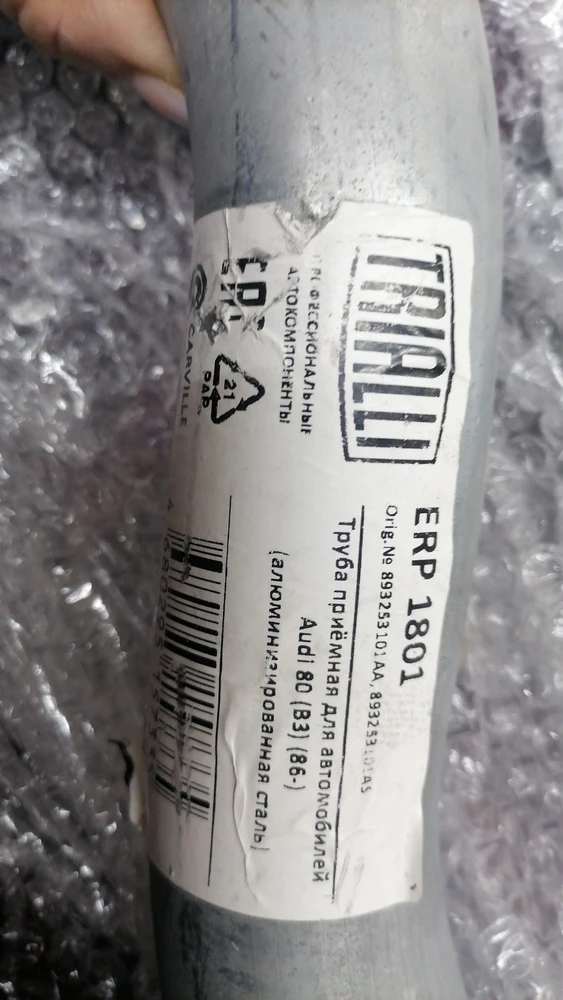 TRIALLI
ПРОФЕССИОНАЛЬНЫЕ
АВТОКОМПОНЕНТЫ
21
PAP
CARVILLE
ERP 1801
Orig.№ 893253101AA, 893253101AS
Труба приёмная для автомобилей
Audi 80 (B3) (86-)
(алюминизированная сталь)